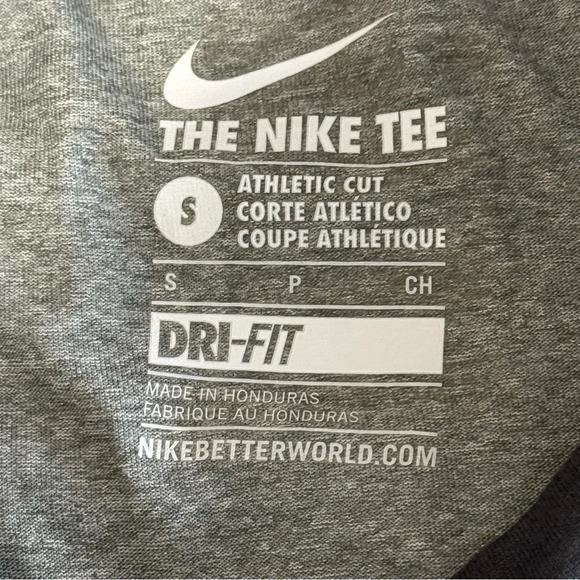 THE NIKE TEE
S
ATHLETIC CUT
CORTE ATLÉTICO
COUPE ATHLÉTIQUE
S P CH
DRI-FIT
MADE IN HONDURAS
FABRIQUE AU HONDURAS
NIKEBETTERWORLD.COM